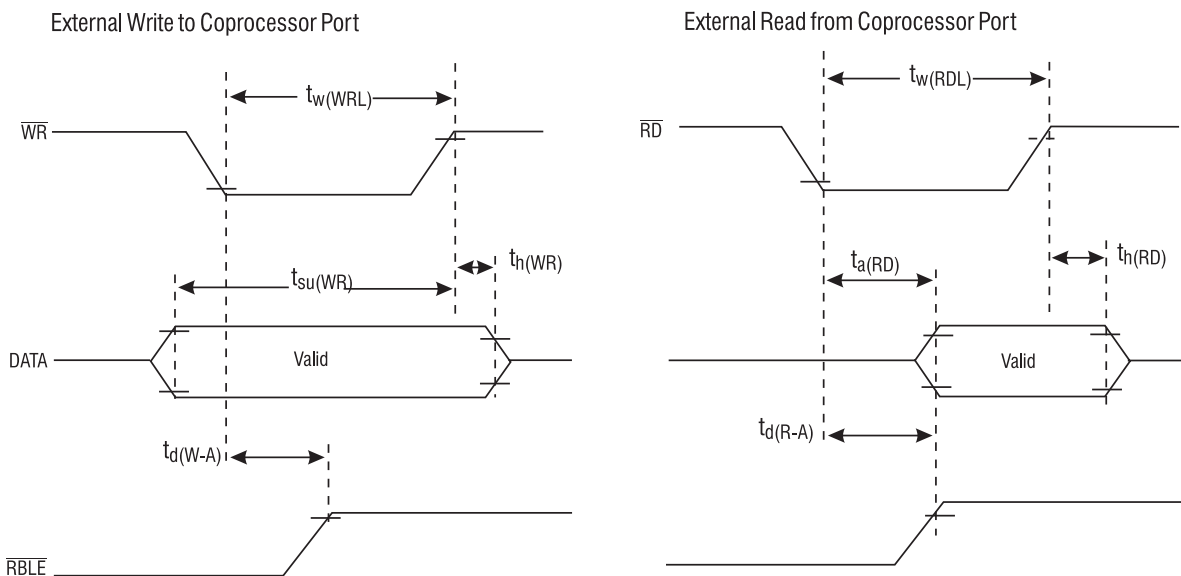 External Write to Coprocessor Port
tw(WRL)
WR
tsu(WR)
th(WR)
DATA
Valid
td(W-A)
RBLE
External Read from Coprocessor Port
tw(RDL)
RD
ta(RD)
th(RD)
Valid
td(R-A)